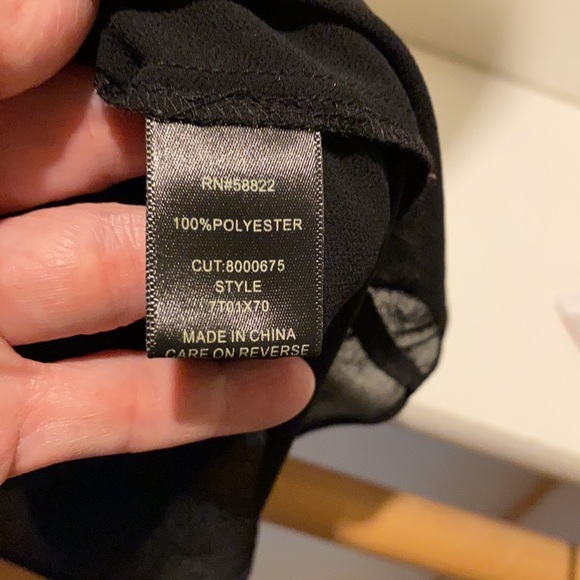 RN#58822
100%POLYESTER
CUT:8000675
STYLE
7T01X70
MADE IN CHINA
CARE ON REVERSE